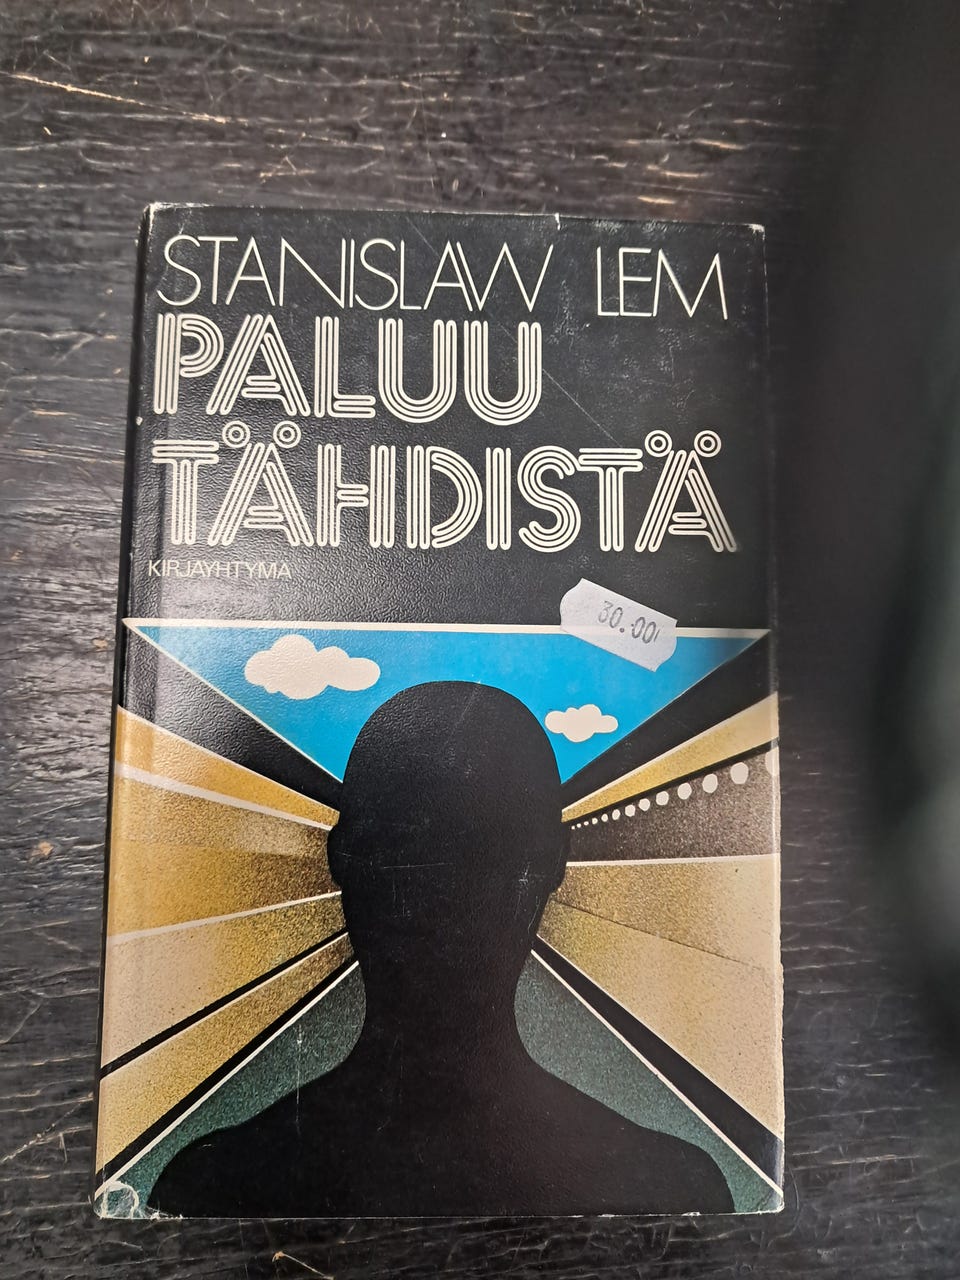 STANISLAW LEM
PALUU
TÄHDISTÄ
KIRJAYHTYMÄ
30.00